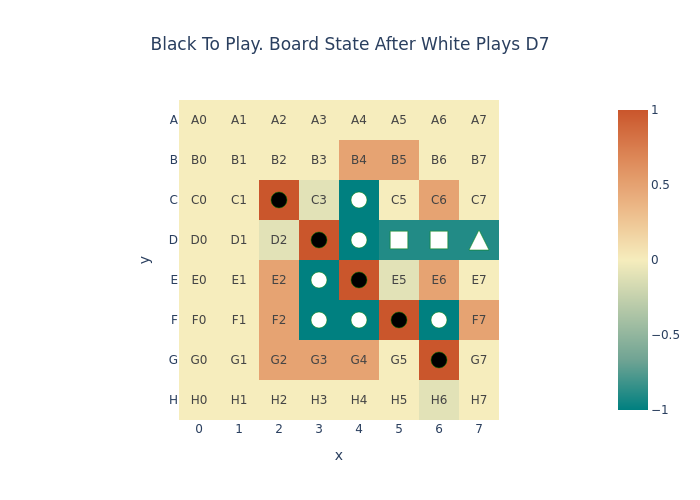 Black To Play. Board State After White Plays D7
A A0 A1 A2 A3 A4 A5 A6 A7
B B0 B1 B2 B3 B4 B5 B6 B7
C C0 C1 C3 C5 C6 C7
D D0 D1 D2
E E0 E1 E2 E5 E6 E7
F F0 F1 F2 F7
G G0 G1 G2 G3 G4 G5 G7
H H0 H1 H2 H3 H4 H5 H6 H7
0 1 2 3 4 5 6 7
x
y
1
0.5
0
−0.5
−1